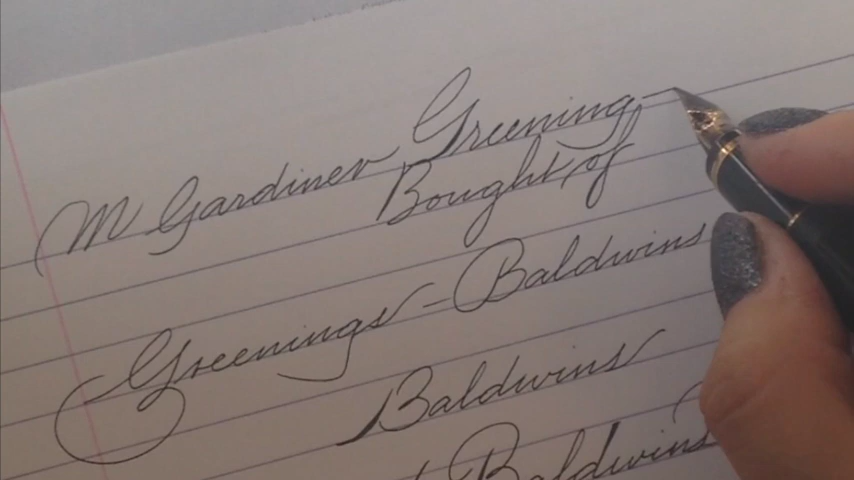 M Gardiner Greening
Bought of
Greenings - Baldwins
Baldwins
Baldwins